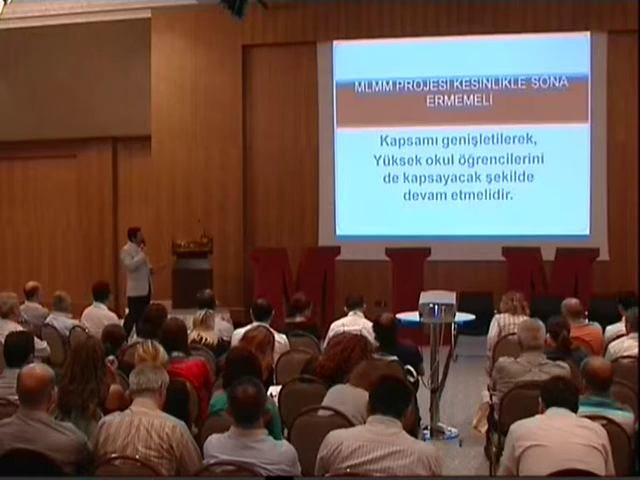 MLMM PROJESİ KESİNLİKLE SONA
ERMEMELİ
Kapsamı genişletilerek,
Yüksek okul öğrencilerini
de kapsayacak şekilde
devam etmelidir.
M L M